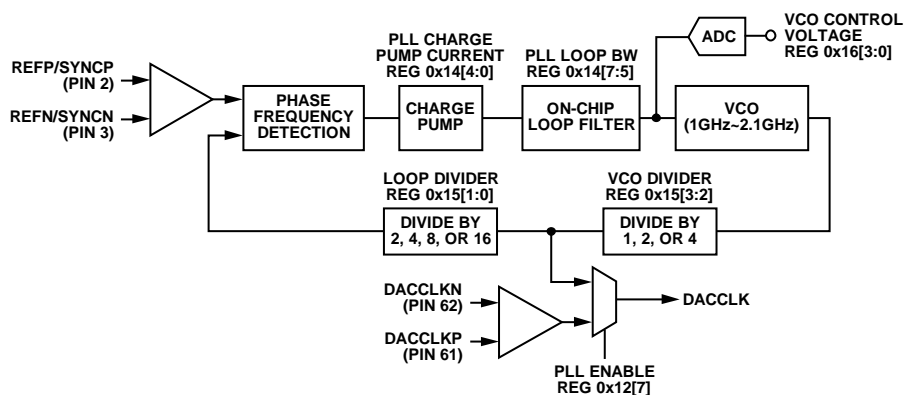 REFP/SYNCP
(PIN 2)
REFN/SYNCN
(PIN 3)
PHASE
FREQUENCY
DETECTION
PLL CHARGE
PUMP CURRENT
REG 0x14[4:0]
CHARGE
PUMP
PLL LOOP BW
REG 0x14[7:5]
ON-CHIP
LOOP FILTER
ADC
VCO CONTROL
VOLTAGE
REG 0x16[3:0]
VCO
(1GHz~2.1GHz)
LOOP DIVIDER
REG 0x15[1:0]
DIVIDE BY
2, 4, 8, OR 16
VCO DIVIDER
REG 0x15[3:2]
DIVIDE BY
1, 2, OR 4
DACCLKN
(PIN 62)
DACCLKP
(PIN 61)
DACCLK
PLL ENABLE
REG 0x12[7]